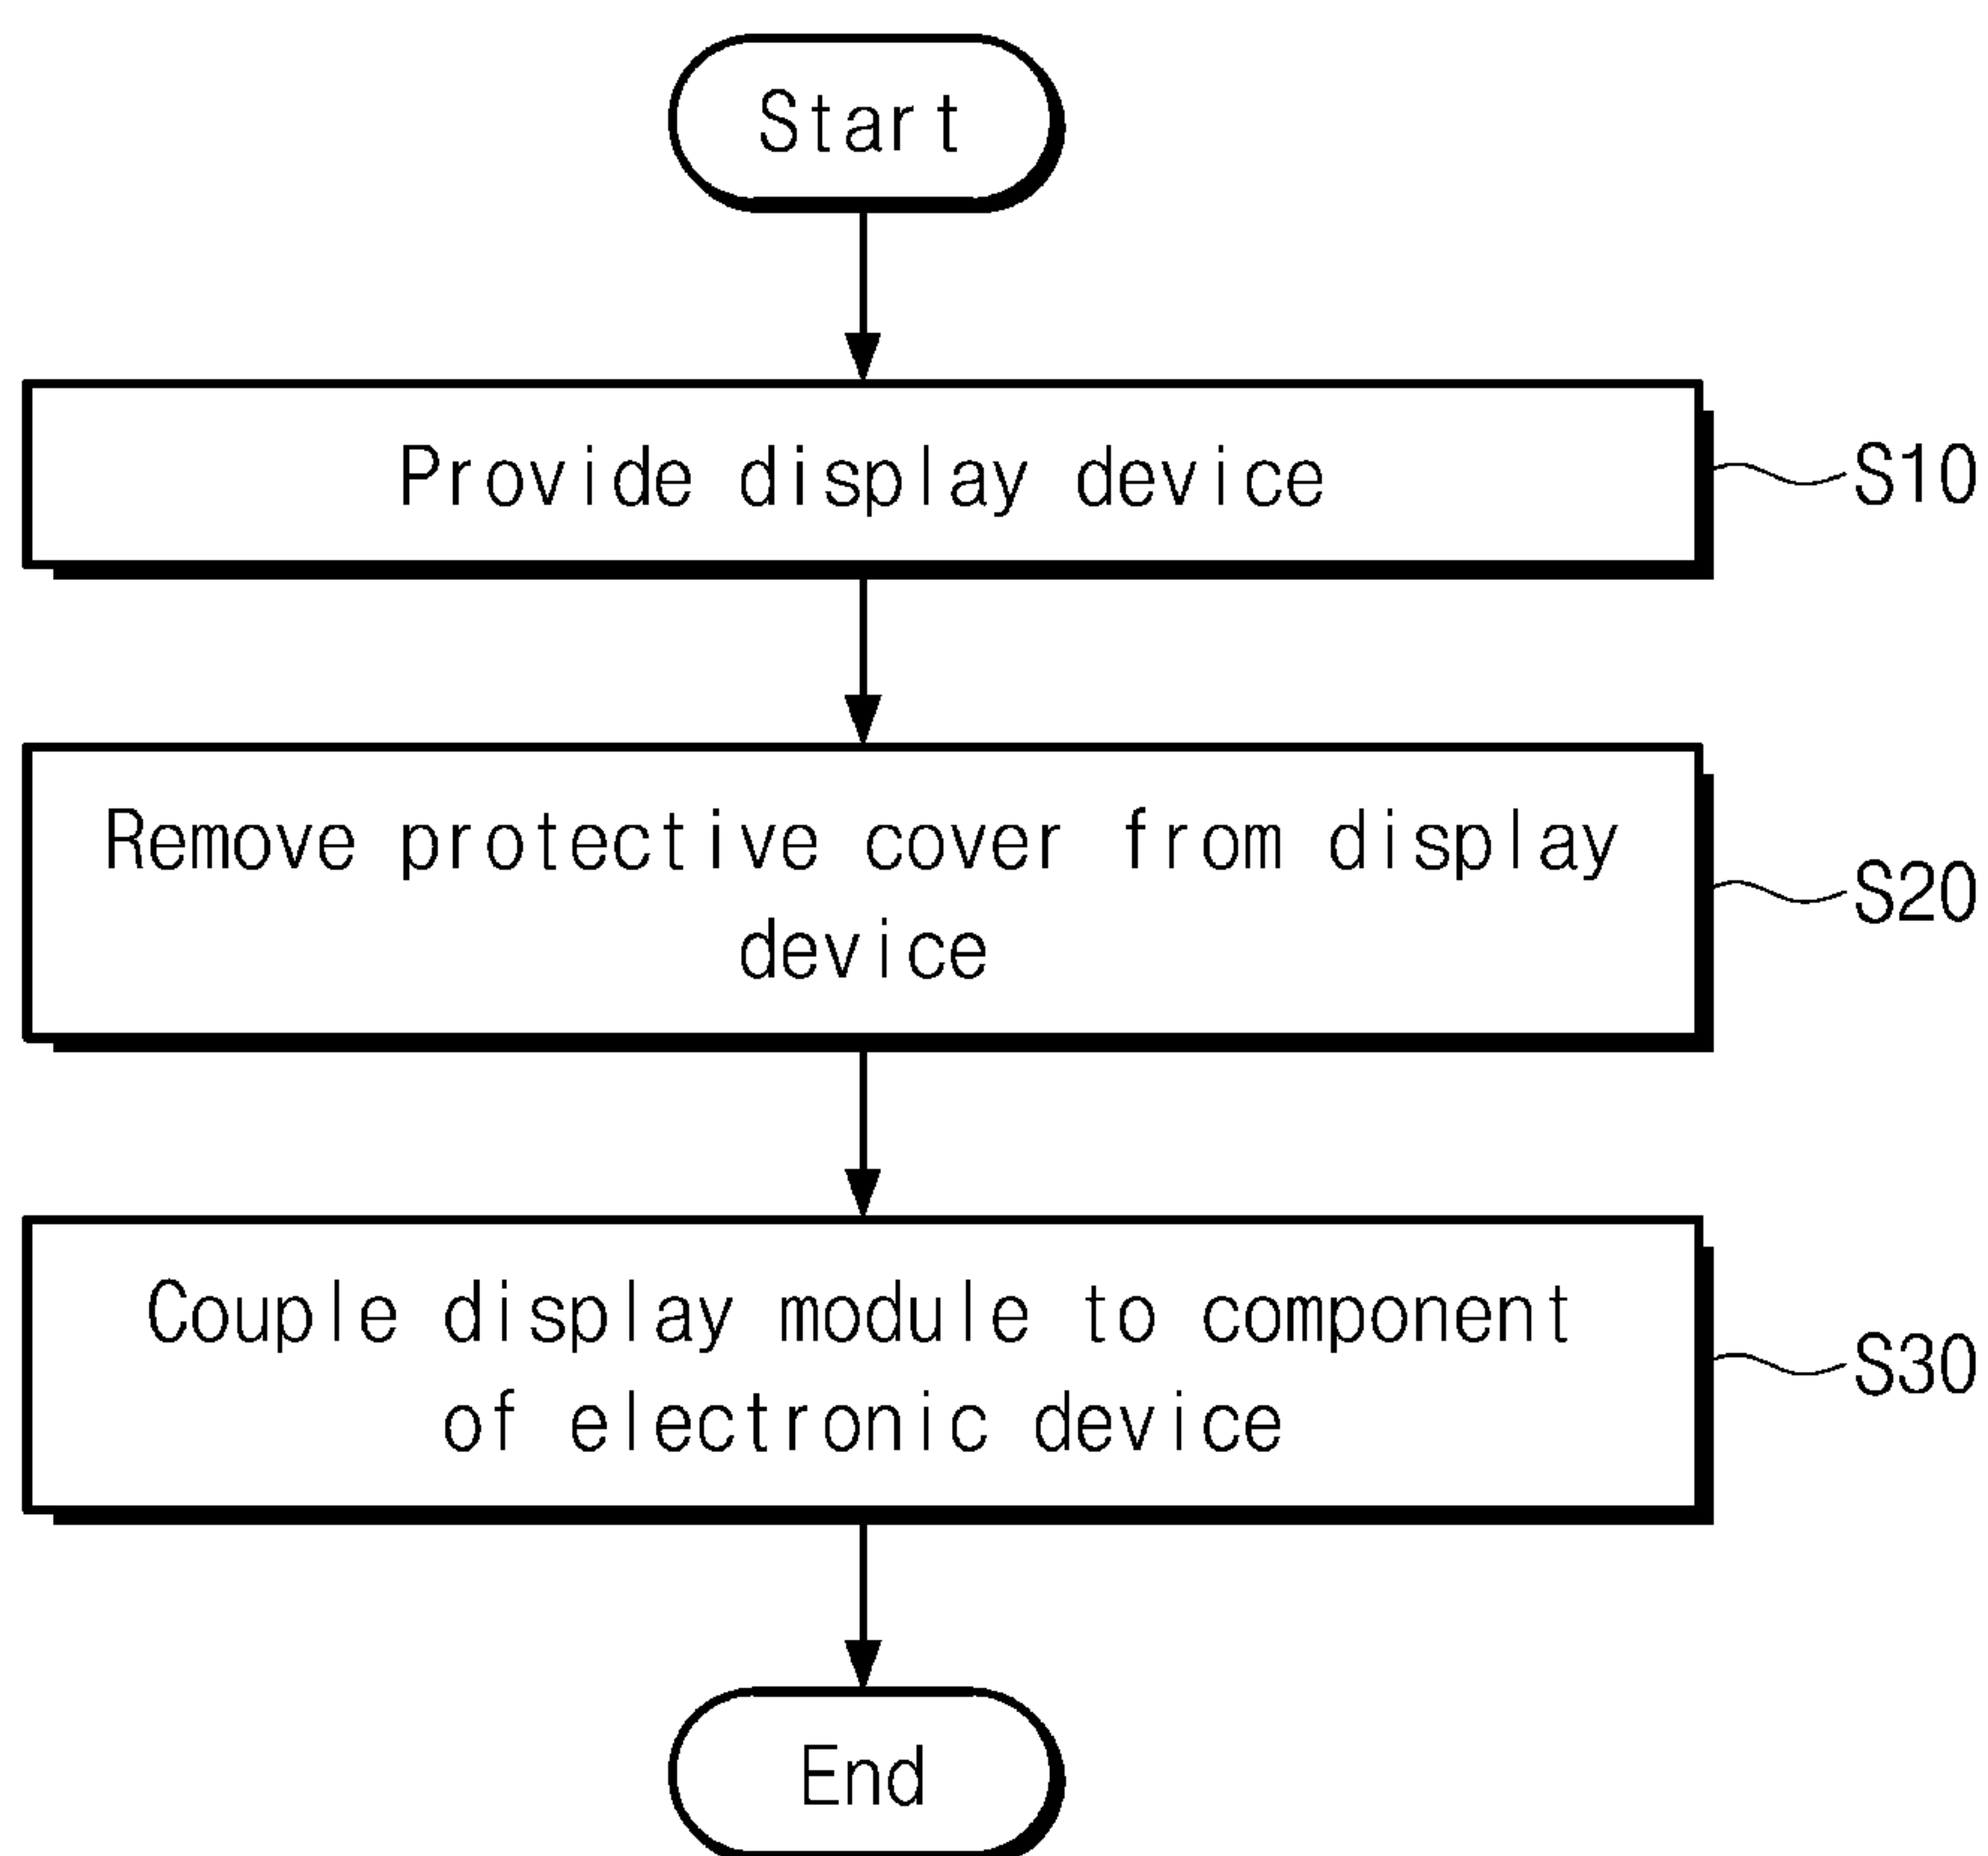 Start
Provide display device
S10
Remove protective cover from display
device
S20
Couple display module to component
of electronic device
S30
End